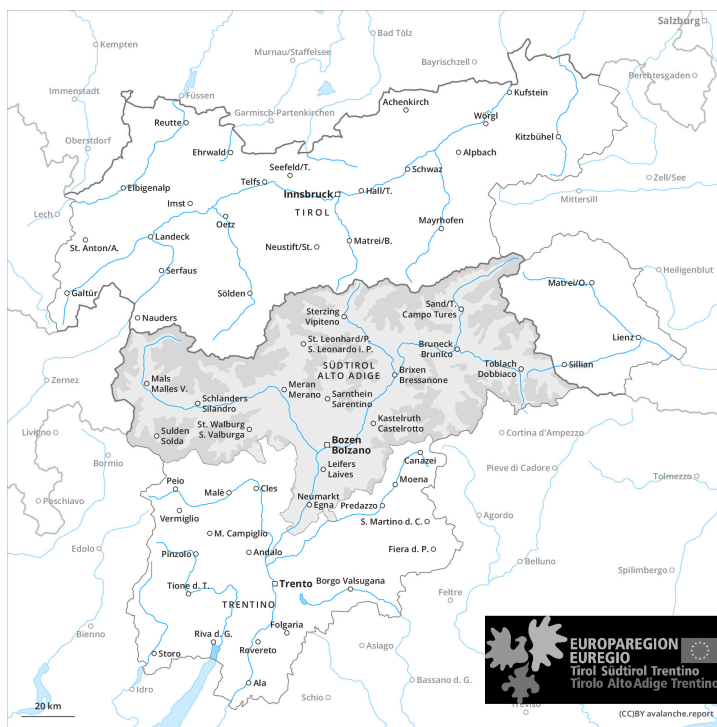 Salzburg
Kempten
Bad Tölz
Murnau/Staffelsee
Bayrischzell
Berchtesgaden
Immenstadt
Füssen
Kufstein
Garmisch-Partenkirchen
Achenkirch
Reutte
Wörgl
Oberstdorf
Kitzbühel
Ehrwald
Alpbach
Seefeld/T.
Schwaz
Zell/See
Telfs
Elbigenalp
Innsbruck
Hall/T.
Mittersill
Imst
TIROL
Lech
Oetz
Mayrhofen
Landeck
St. Anton/A.
Neustift/St.
Matrei/B.
Serfaus
Heiligenblut
Galtür
Sölden
Matrei/O.
Sand/T.
Campo Tures
Sterzing
Vipiteno
Nauders
Lienz
St. Leonhard/P.
S. Leonardo i. P.
Bruneck
Brunico
SÜDTIROL
ALTO ADIGE
Toblach
Dobbiaco
Sillian
Brixen
Bressanone
Zernez
Mals
Malles V.
Meran
Merano
Schlanders
Silandro
Sarnthein
Sarentino
Kastelruth
Castelrotto
St. Walburg
S. Valburga
Livigno
Sulden
Solda
Bozen
Bolzano
Cortina d'Ampezzo
Bormio
Canazei
Leifers
Laives
Pieve di Cadore
Peio
Tolmezzo
Malè
Cles
Moena
Poschiavo
Neumarkt
Egna
Predazzo
Vermiglio
Agordo
S. Martino d. C.
M. Campiglio
Edolo
Pinzolo
Andalo
Fiera d. P.
Belluno
Spilimbergo
Tione d. T.
Trento
Borgo Valsugana
Feltre
TRENTINO
Bienno
Folgaria
Riva d. G.
Rovereto
Asiago
Storo
EUROPAREGION
EUREGIO
Tirol Südtirol Trentino
Tirolo Alto Adige Trentino
Ala
Idro
Schio
Bassano d. G.
Treviso
20 km
(CC)BY avalanche.report